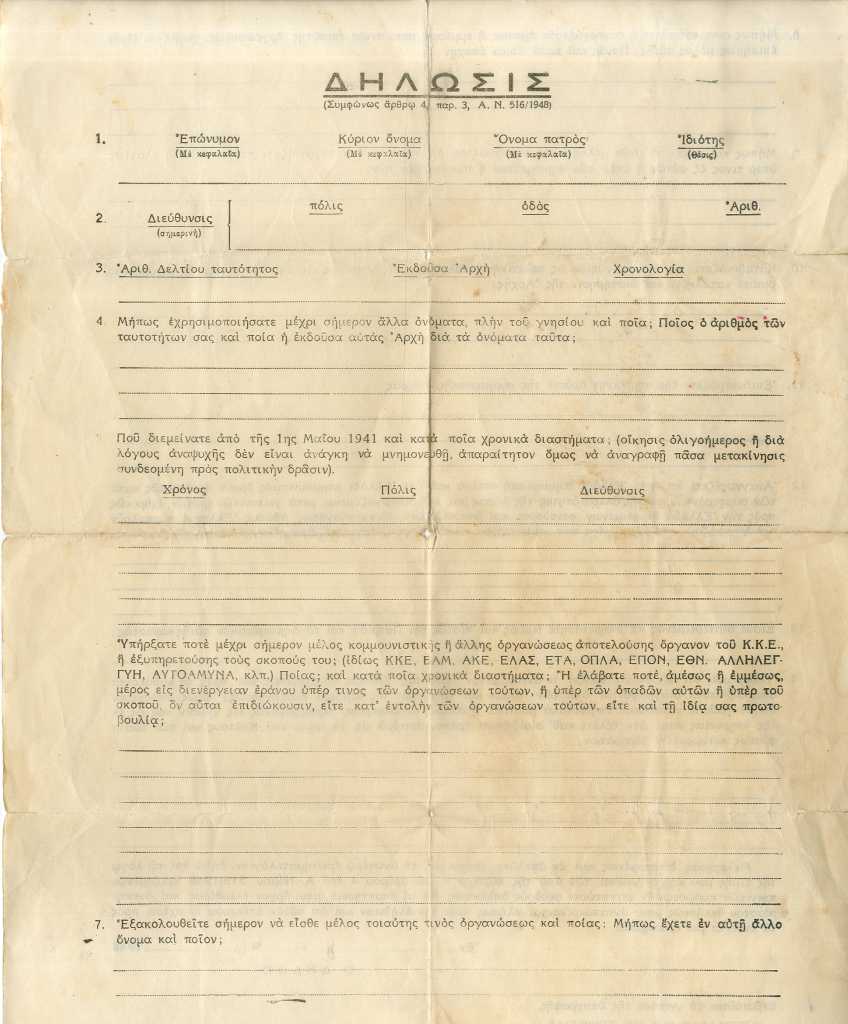 ΔΗΛΩΣΙΣ
(Συμφώνως ἄρθρῳ 4, παρ. 3, Α. Ν. 516/1948)
1. Ἐπώνυμον Κύριον ὄνομα Ὄνομα πατρὸς Ἰδιότης
(Μὲ κεφαλαῖα) (Μὲ κεφαλαῖα) (Μὲ κεφαλαῖα) (θέσις)
πόλις ὁδὸς Ἀριθ.
2. Διεύθυνσις
(σημερινὴ)
3. Ἀριθ. Δελτίου ταυτότητος Ἐκδοῦσα Ἀρχὴ Χρονολογία
4. Μήπως ἐχρησιμοποιήσατε μέχρι σήμερον ἄλλα ὀνόματα, πλὴν τοῦ γνησίου καὶ ποῖα; Ποῖος ὁ ἀριθμὸς τῶν
ταυτοτήτων σας καὶ ποία ἡ ἐκδοῦσα αὐτὰς Ἀρχὴ διὰ τὰ ὀνόματα ταῦτα;
Ποῦ διεμείνατε ἀπὸ τῆς 1ης Μαΐου 1941 καὶ κατὰ ποῖα χρονικὰ διαστήματα; (οἴκησις ὀλιγοήμερος ἢ διὰ
λόγους ἀναψυχῆς δὲν εἶναι ἀνάγκη νὰ μνημονευθῇ, ἀπαραίτητον ὅμως νὰ ἀναγραφῇ πᾶσα μετακίνησις
συνδεομένη πρὸς πολιτικὴν δρᾶσιν).
Χρόνος Πόλις Διεύθυνσις
Ὑπήρξατε ποτὲ μέχρι σήμερον μέλος κομμουνιστικῆς ἢ ἄλλης ὀργανώσεως ἀποτελούσης ὄργανον τοῦ Κ.Κ.Ε.,
ἢ ἐξυπηρετούσης τοὺς σκοπούς του; (ἰδίως ΚΚΕ, ΕΑΜ, ΑΚΕ, ΕΛΑΣ, ΕΤΑ, ΟΠΛΑ, ΕΠΟΝ, ΕΘΝ. ΑΛΛΗΛΕΓ-
ΓΥΗ, ΑΥΤΟΑΜΥΝΑ, κλπ.) Ποίας; καὶ κατὰ ποῖα χρονικὰ διαστήματα; Ἢ ἐλάβατε ποτέ, ἀμέσως ἢ ἐμμέσως,
μέρος εἰς διενέργειαν ἐράνου ὑπέρ τινος τῶν ὀργανώσεων τούτων, ἢ ὑπὲρ τῶν ὀπαδῶν αὐτῶν ἢ ὑπὲρ τοῦ
σκοποῦ, ὃν αὗται ἐπιδιώκουσιν, εἴτε κατ' ἐντολὴν τῶν ὀργανώσεων τούτων, εἴτε καὶ τῇ ἰδίᾳ σας πρωτο-
βουλίᾳ;
7. Ἐξακολουθεῖτε σήμερον νὰ εἶσθε μέλος τοιαύτης τινὸς ὀργανώσεως καὶ ποίας; Μήπως ἔχετε ἐν αὐτῇ ἄλλο
ὄνομα καὶ ποῖον;